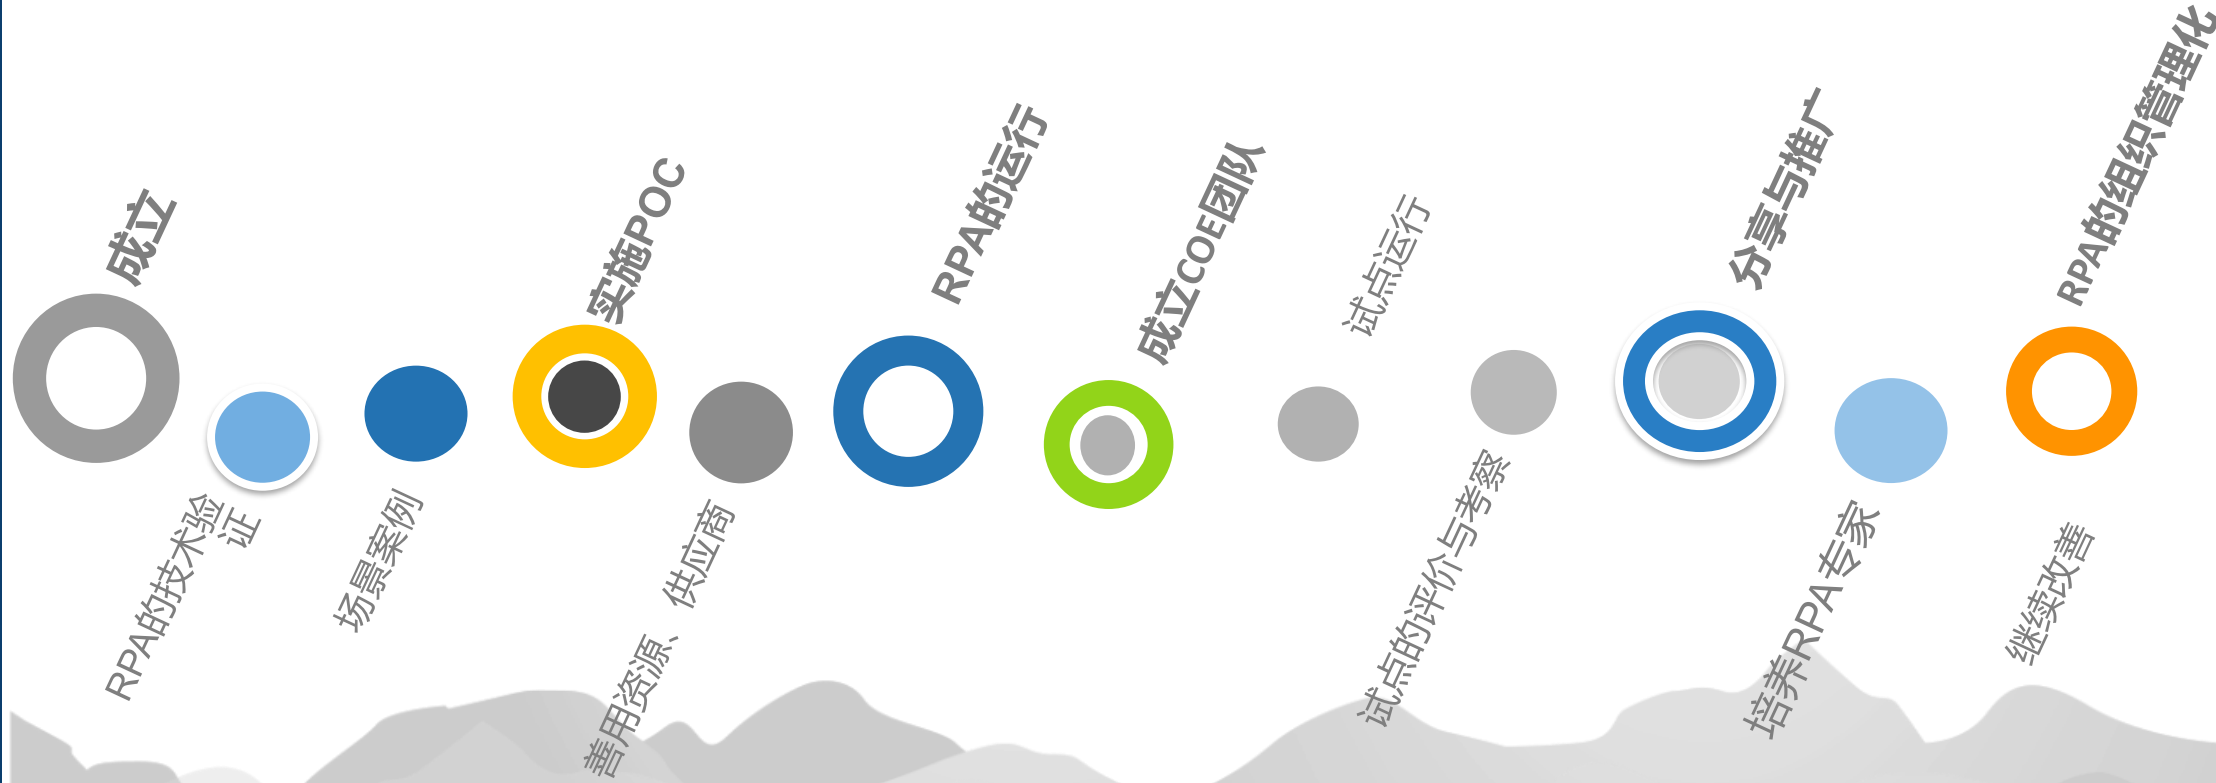 成立
RPA的技术验
证
场景案例
实施POC
善用资源、供应商
RPA的运行
成立COE团队
试点运行
试点的评价与考察
分享与推广
培养RPA专家
RPA的组织管理化
继续改善